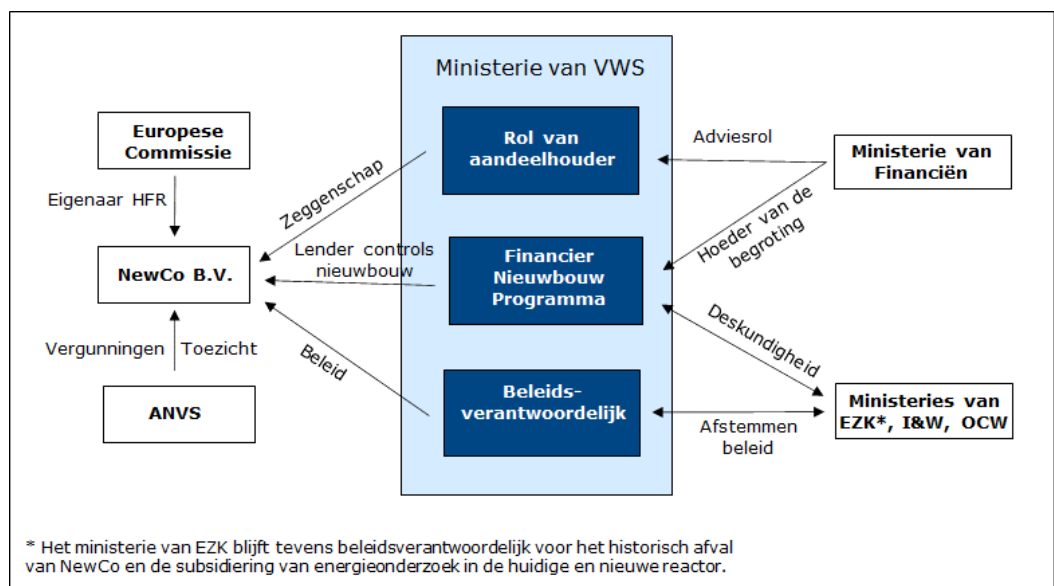 Ministerie van VWS
Europese
Commissie
Rol van
aandeelhouder
Adviesrol
Ministerie van
Financiën
Eigenaar HFR
Zeggenschap
Hoeder van de
begroting
Lender controls
nieuwbouw
NewCo B.V.
Financier
Nieuwbouw
Programma
Vergunningen
Toezicht
Beleid
Deskundigheid
ANVS
Beleids-
verantwoordelijk
Afstemmen
beleid
Ministeries van
EZK*, I&W, OCW
* Het ministerie van EZK blijft tevens beleidsverantwoordelijk voor het historisch afval
van NewCo en de subsidiering van energieonderzoek in de huidige en nieuwe reactor.